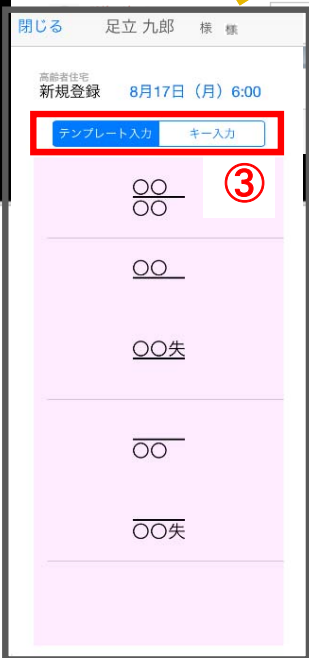 閉じる 足立 九郎 様 様
高齢者住宅
新規登録 8月17日（月）6:00
テンプレート入力 キー入力
③
〇〇
〇〇
〇〇
〇〇失
〇〇
〇〇失